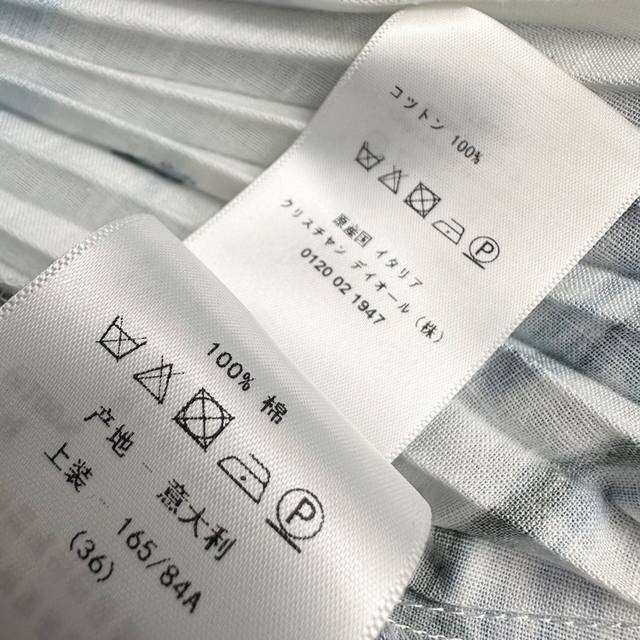 コットン 100%
原産国 イタリア
クリスチャン デイオール (株)
0120 02 1947
100% 棉
产地 意大利
上装 165/84A
(36)